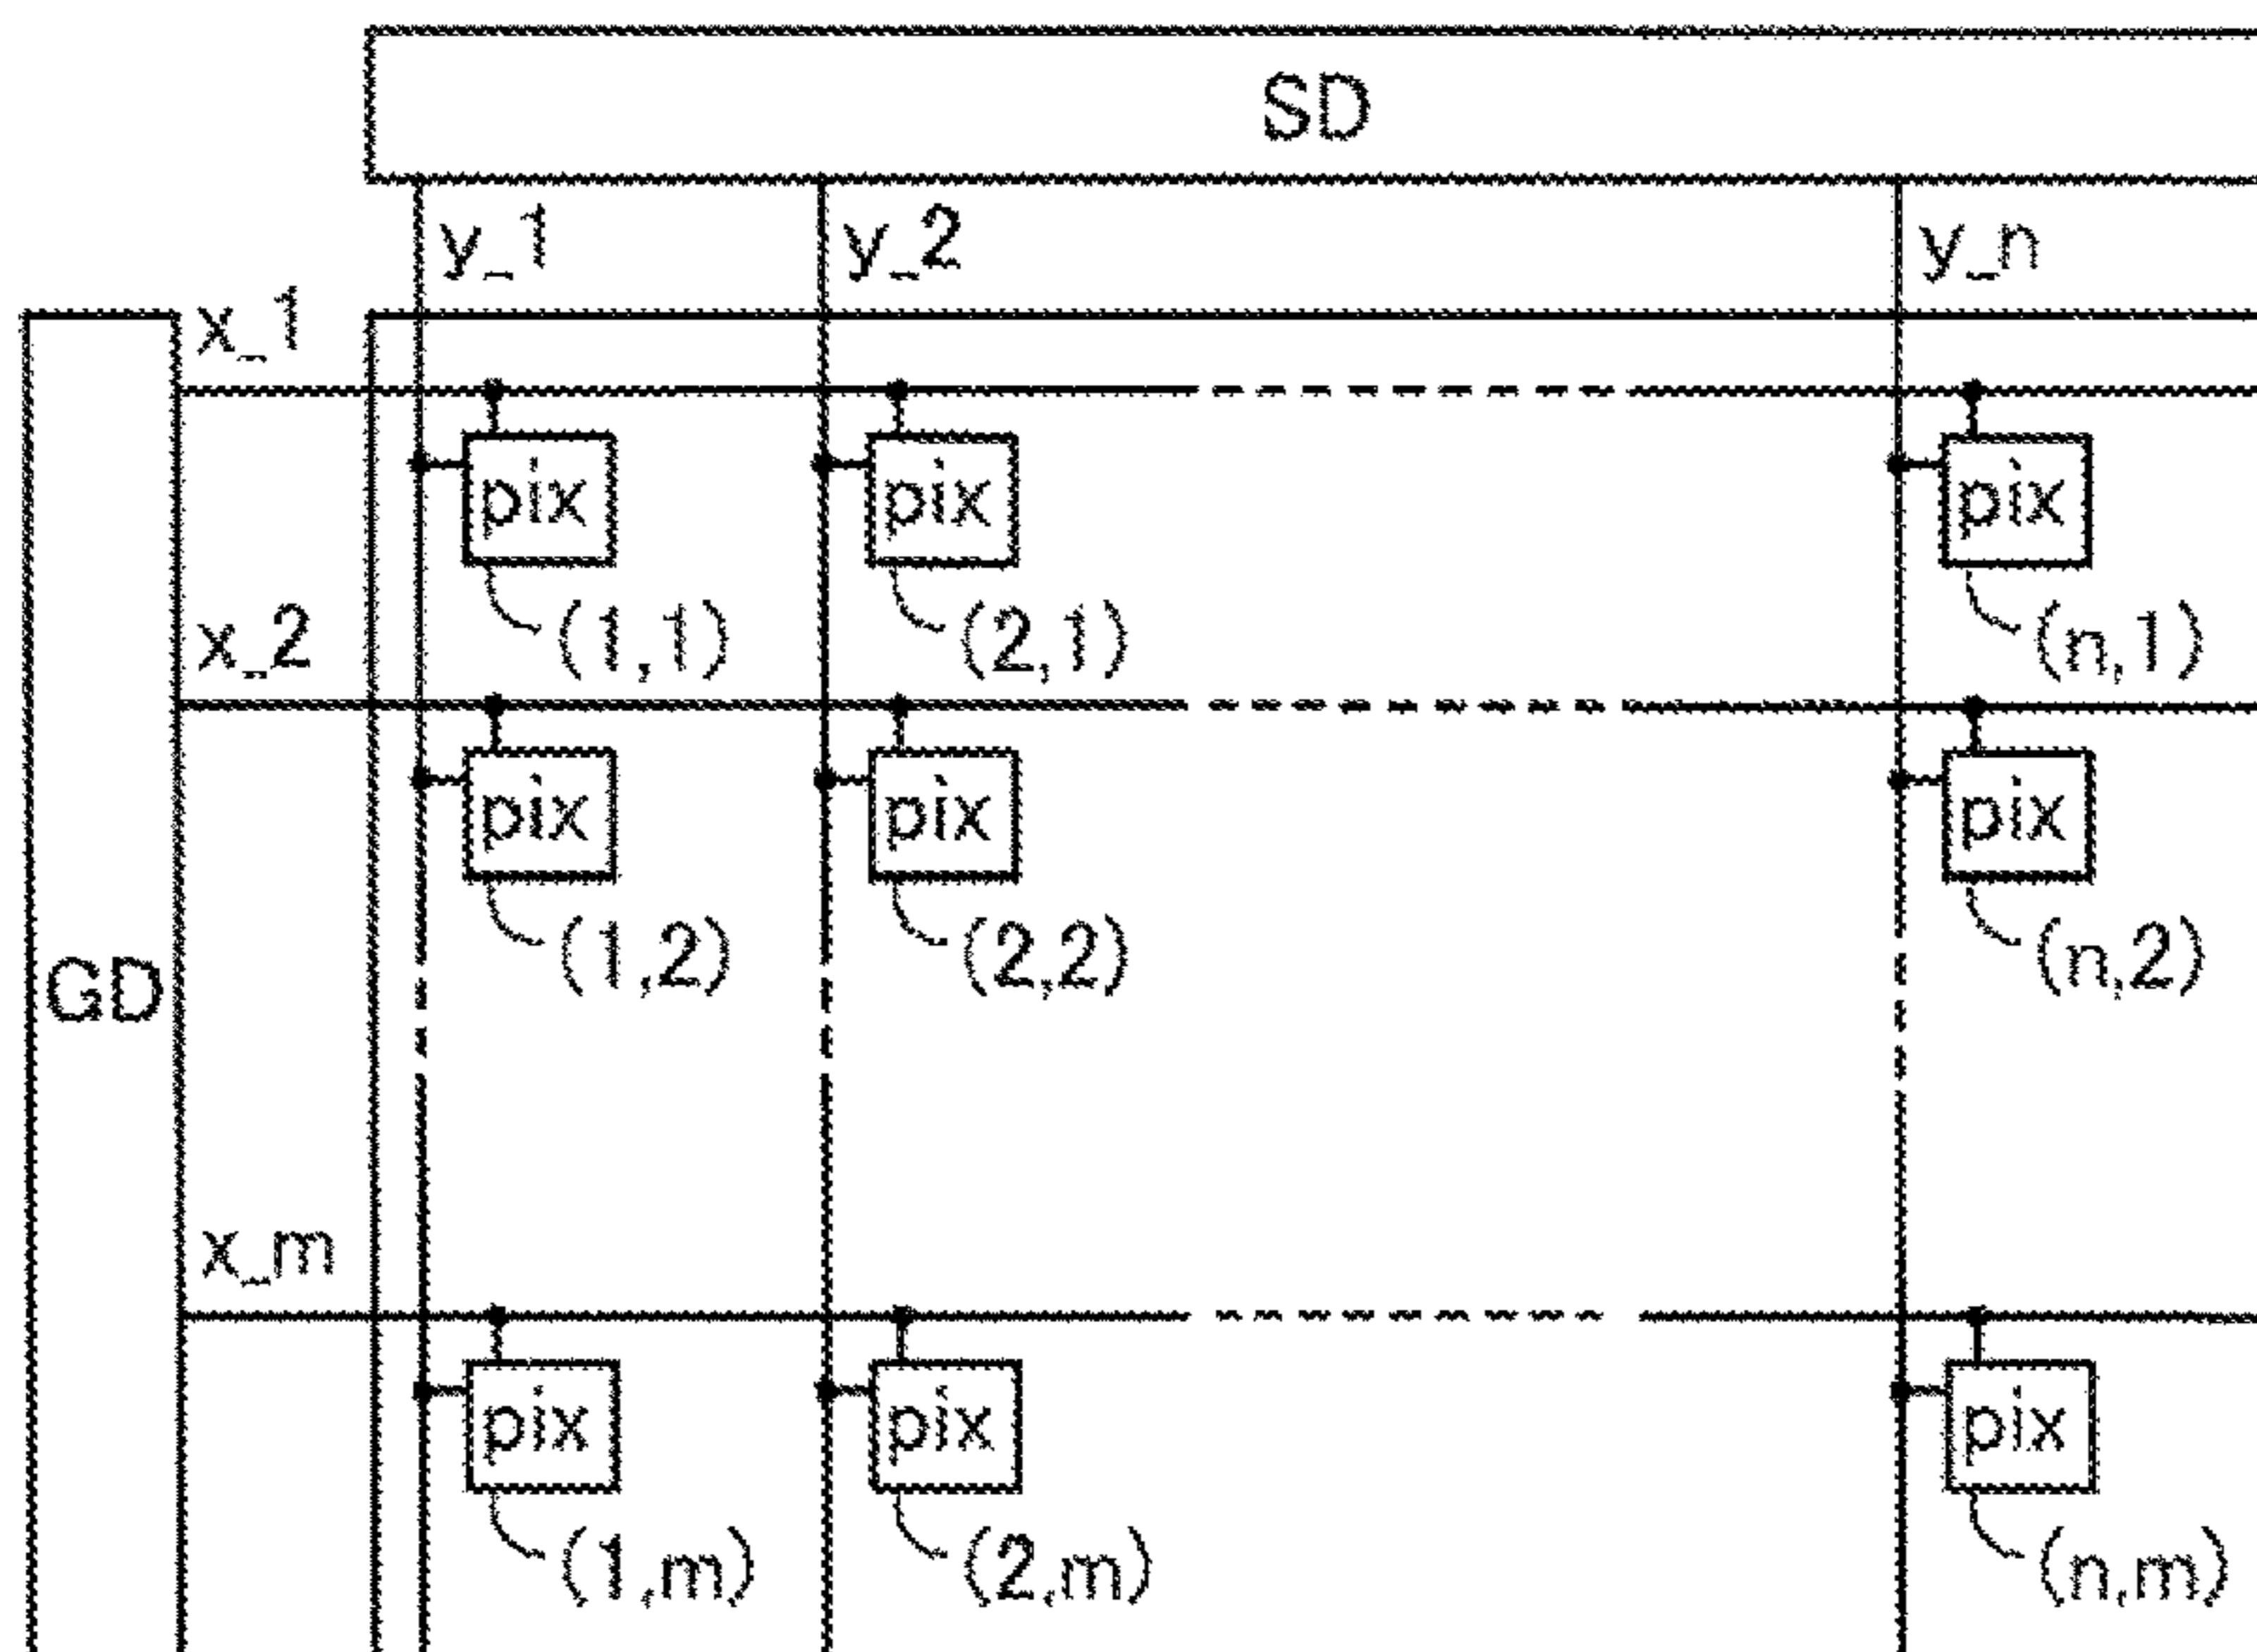 SD
y_1 y_2 y_n
x_1
pix pix pix
(1,1) (2,1) (n,1)
x_2
pix pix pix
(1,2) (2,2) (n,2)
GD
x_m
pix pix pix
(1,m) (2,m) (n,m)